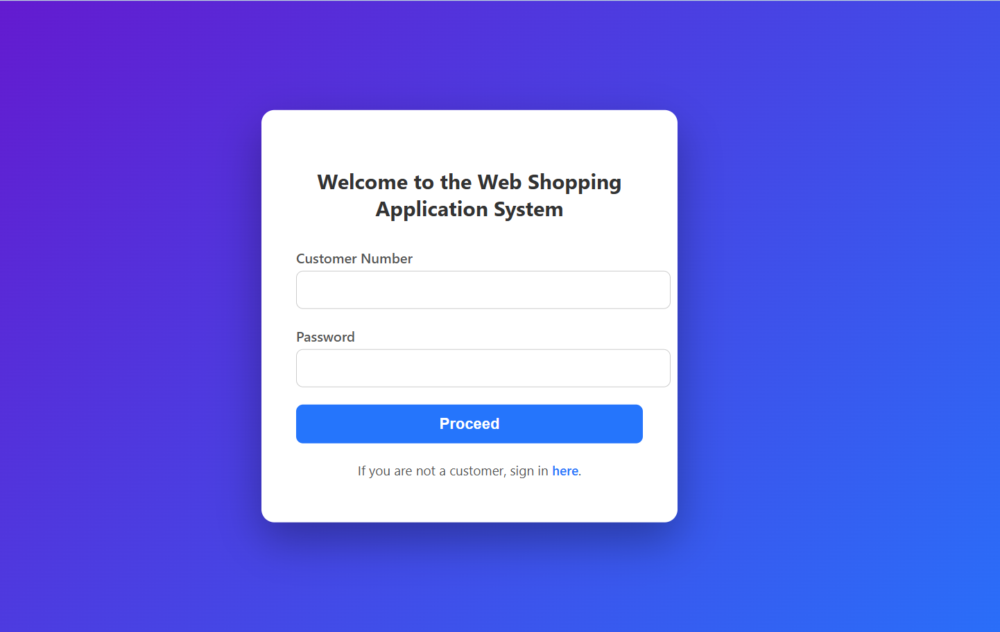 Welcome to the Web Shopping
Application System
Customer Number
Password
Proceed
If you are not a customer, sign in here.